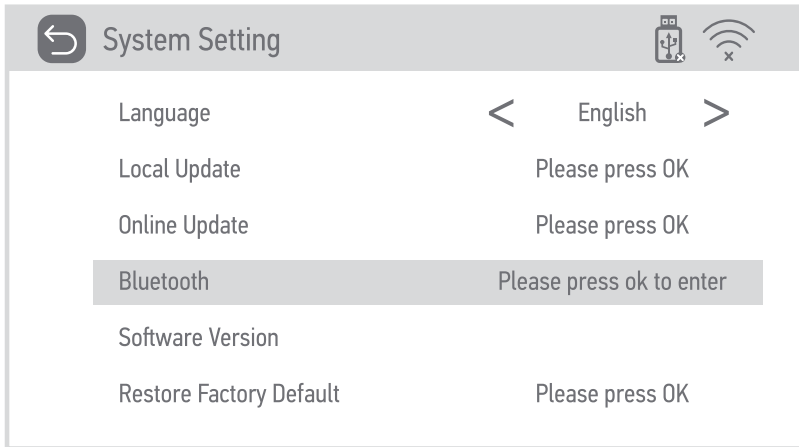 System Setting
Language < English >
Local Update Please press OK
Online Update Please press OK
Bluetooth Please press ok to enter
Software Version
Restore Factory Default Please press OK